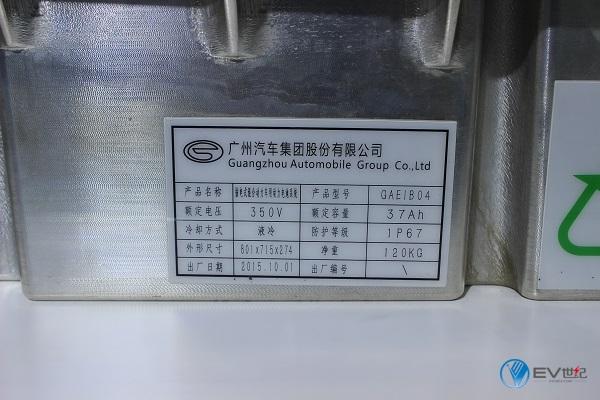 广州汽车集团股份有限公司
Guangzhou Automobile Group Co.,Ltd
产品名称 产品型号 GAEIB04
额定电压 350V 额定容量 37Ah
冷却方式 液冷 防护等级 IP67
外形尺寸 801x715x274 净重 120KG
出厂日期 2015.10.01 出厂编号 \
EV世纪